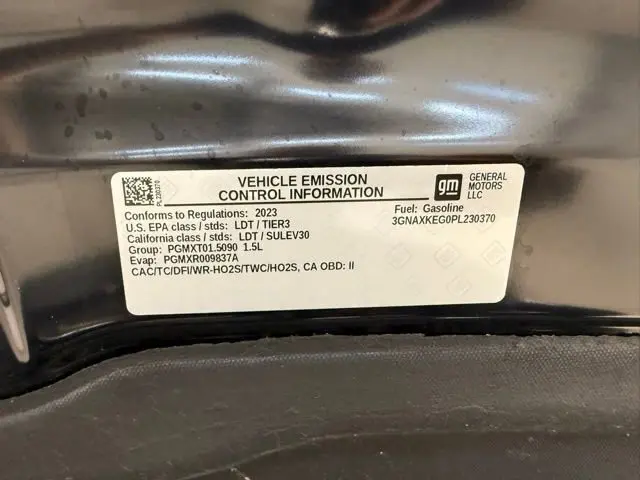 VEHICLE EMISSION
CONTROL INFORMATION
PL230370
gm
GENERAL
MOTORS
LLC
Conforms to Regulations: 2023
Fuel: Gasoline
U.S. EPA class / stds: LDT / TIER3
3GNAXKEG0PL230370
California class / stds: LDT / SULEV30
Group: PGMXT01.5090 1.5L
Evap: PGMXR009837A
CAC/TC/DFI/WR-HO2S/TWC/HO2S, CA OBD: II